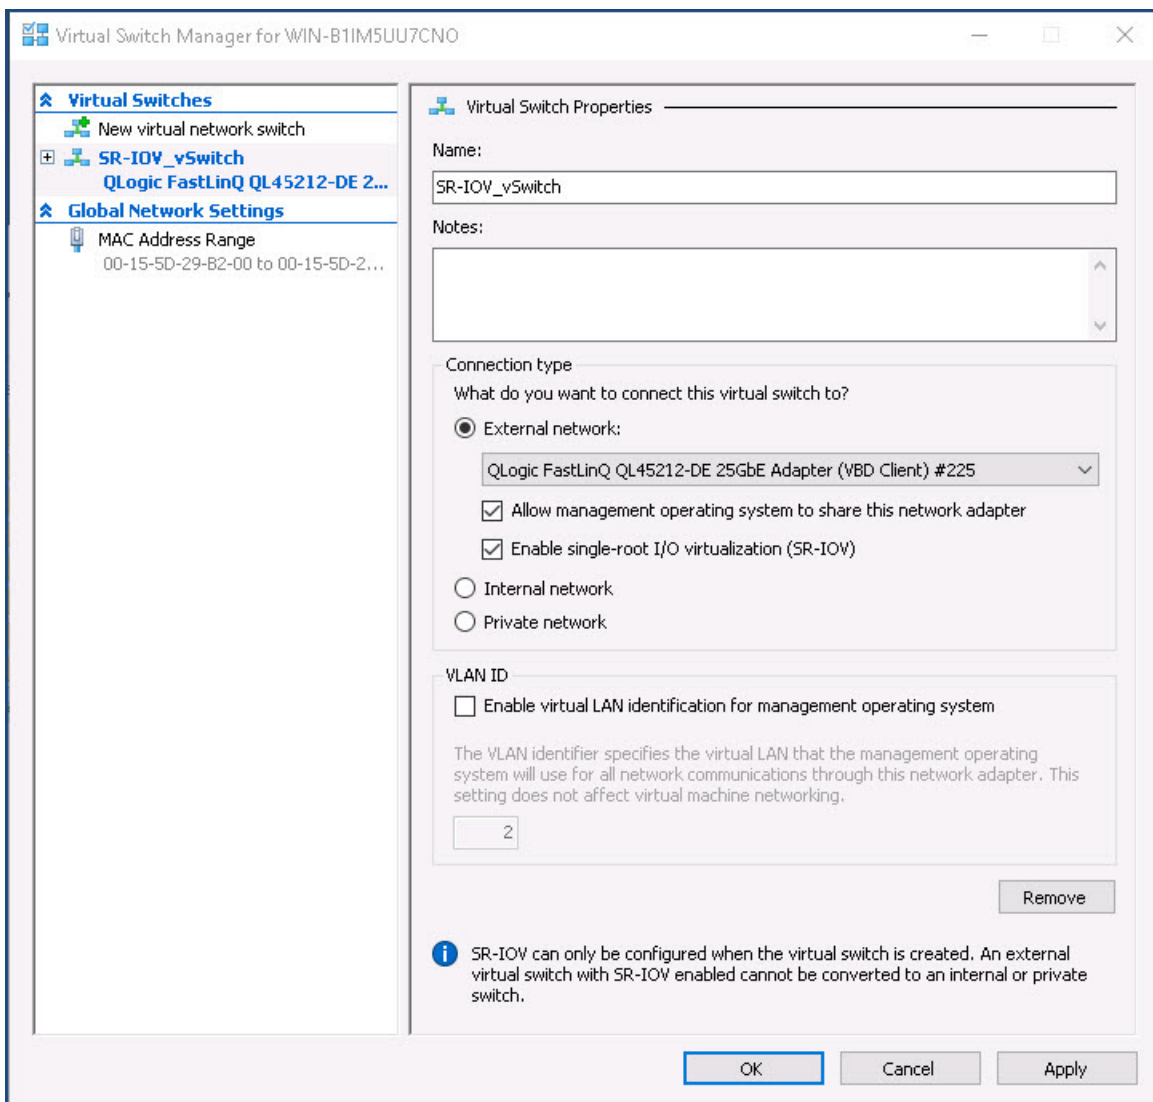 Virtual Switch Manager for WIN-B1IM5UU7CNO
Virtual Switches
New virtual network switch
SR-IOV_vSwitch
QLogic FastLinQ QL45212-DE 2...
Global Network Settings
MAC Address Range
00-15-5D-29-B2-00 to 00-15-5D-2...
Virtual Switch Properties
Name:
SR-IOV_vSwitch
Notes:
Connection type
What do you want to connect this virtual switch to?
External network:
QLogic FastLinQ QL45212-DE 25GbE Adapter (VBD Client) #225
Allow management operating system to share this network adapter
Enable single-root I/O virtualization (SR-IOV)
Internal network
Private network
VLAN ID
Enable virtual LAN identification for management operating system
The VLAN identifier specifies the virtual LAN that the management operating
system will use for all network communications through this network adapter. This
setting does not affect virtual machine networking.
2
Remove
SR-IOV can only be configured when the virtual switch is created. An external
virtual switch with SR-IOV enabled cannot be converted to an internal or private
switch.
OK
Cancel
Apply